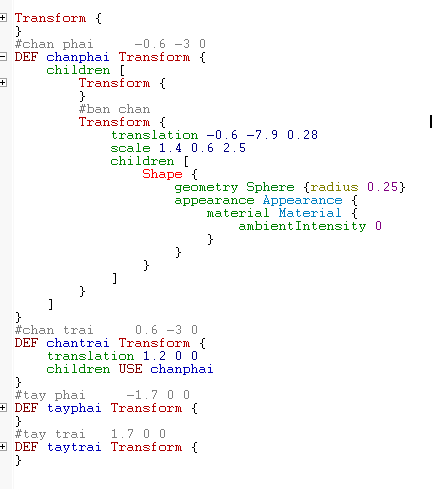 Transform {
}
#chan phai -0.6 -3 0
DEF chanphai Transform {
children [
Transform {
}
#ban chan
Transform {
translation -0.6 -7.9 0.28
scale 1.4 0.6 2.5
children [
Shape {
geometry Sphere {radius 0.25}
appearance Appearance {
material Material {
ambientIntensity 0
}
}
}
]
}
]
}
#chan trai 0.6 -3 0
DEF chantrai Transform {
translation 1.2 0 0
children USE chanphai
}
#tay phai -1.7 0 0
DEF tayphai Transform {
}
#tay trai 1.7 0 0
DEF taytrai Transform {
}